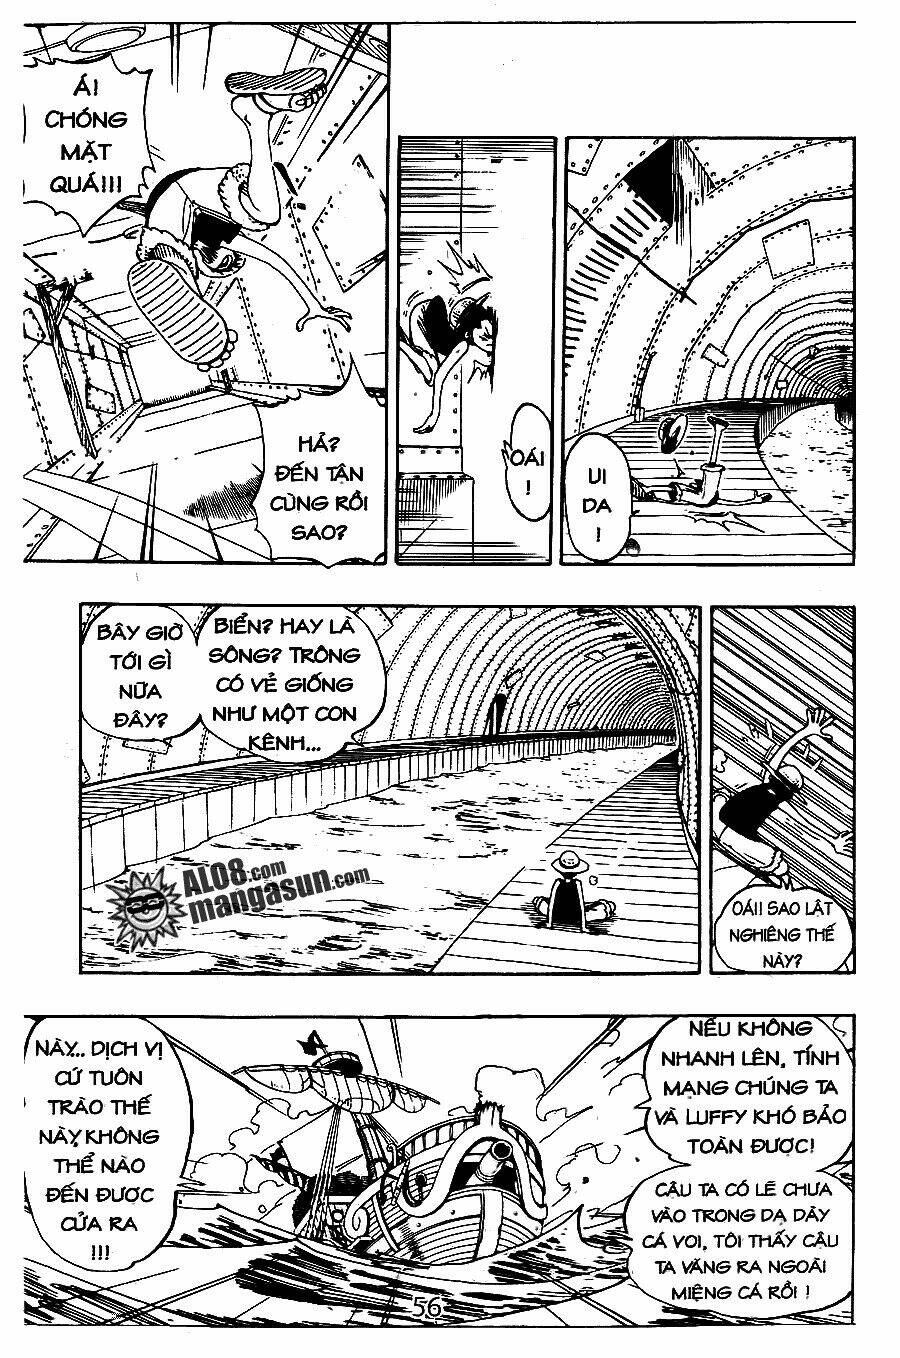 ÁI
CHÓNG
MẶT
QUÁ!!!
HẢ?
ĐẾN TẬN
CÙNG RỒI
SAO?
OÁI
!
UI
DA
!
BÂY GIỜ
TỚI GÌ
NỮA
ĐÂY?
BIỂN? HAY LÀ
SÔNG? TRÔNG
CÓ VẺ GIỐNG
NHƯ MỘT CON
KÊNH...
OÁI! SAO LẬT
NGHIÊNG THẾ
NÀY?
AL08.com
mangasun.com
NÀY.. DỊCH VỊ
CỨ TUÔN
TRÀO THẾ
NÀY, KHÔNG
THỂ NÀO
ĐẾN ĐƯỢC
CỬA RA
!!!
NẾU KHÔNG
NHANH LÊN, TÍNH
MẠNG CHÚNG TA
VÀ LUFFY KHÓ BẢO
TOÀN ĐƯỢC!
CẬU TA CÓ LẼ CHƯA
VÀO TRONG DẠ DÀY
CÁ VOI, TÔI THẤY CẬU
TA VĂNG RA NGOÀI
MIỆNG CÁ RỒI !
56